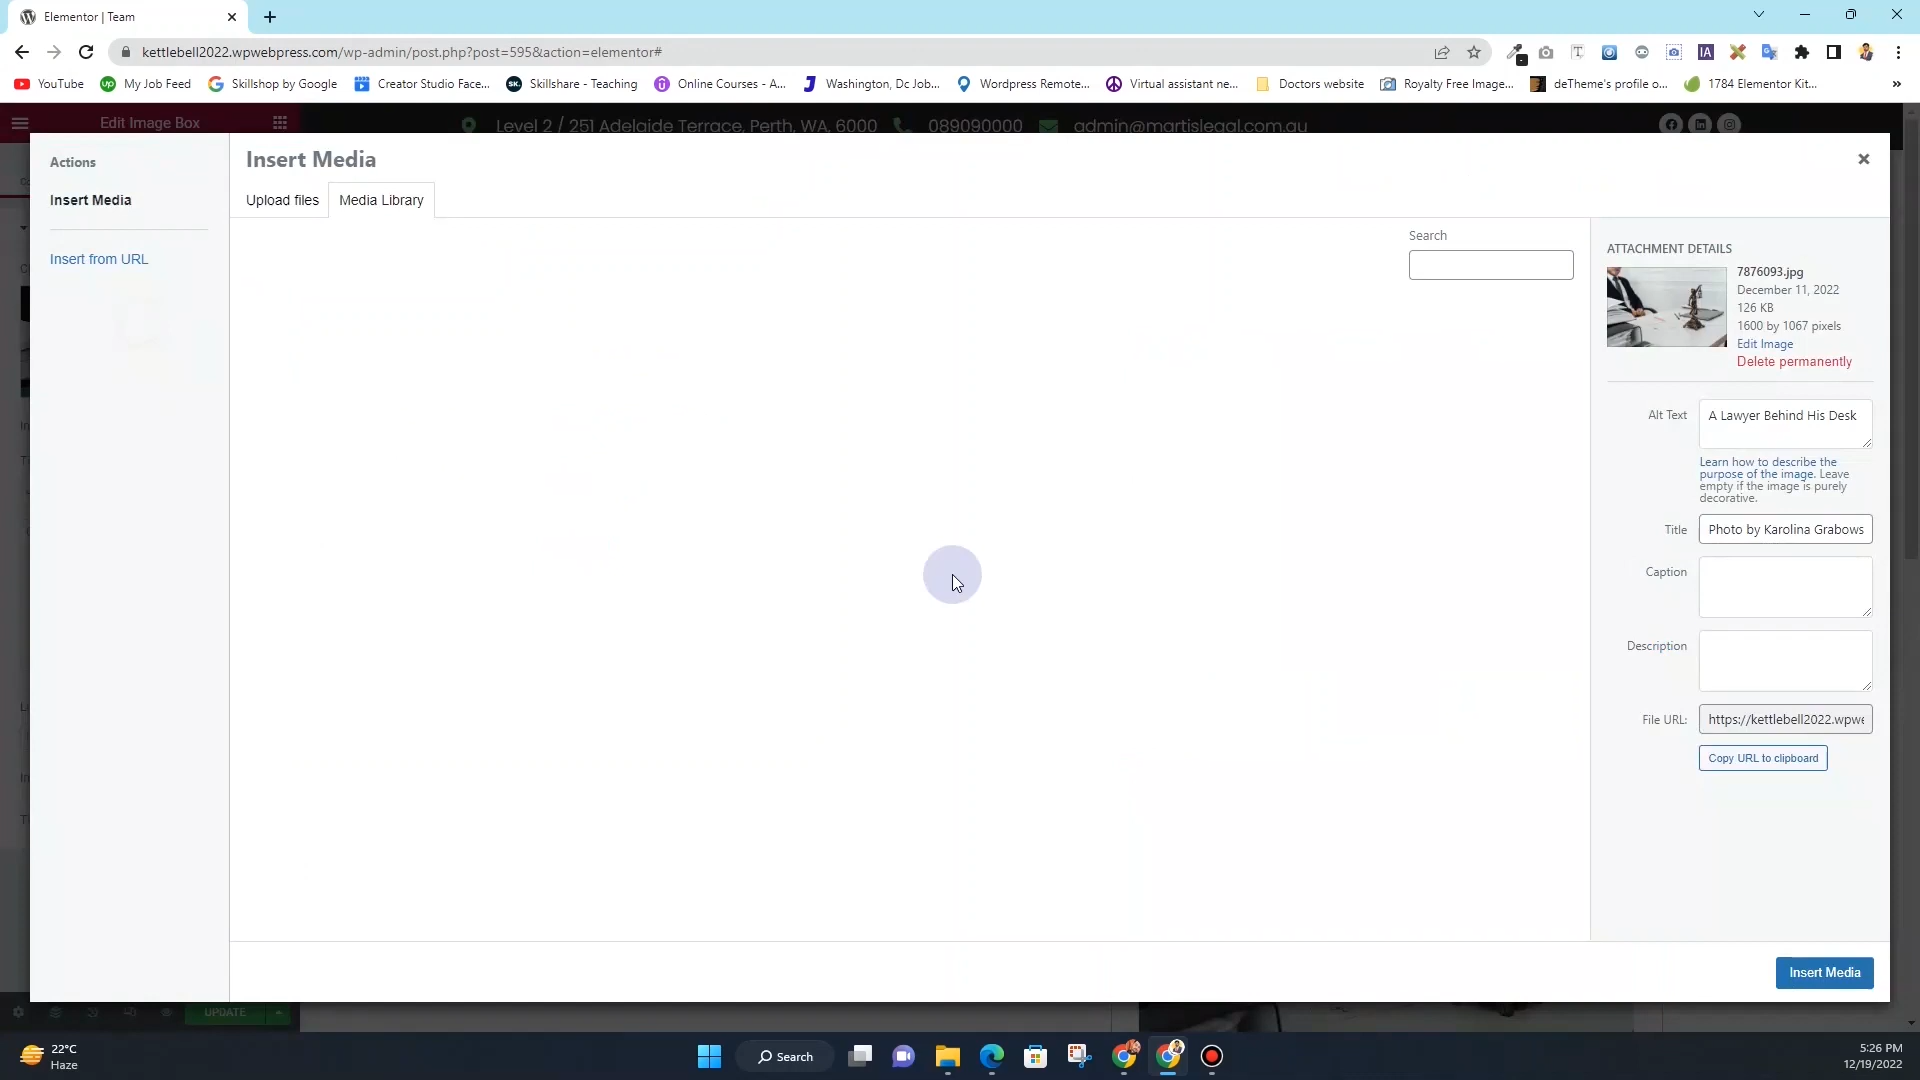 Elementor | Team
kettlebell2022.wpwebpress.com/wp-admin/post.php?post=595&action=elementor#
YouTube
My Job Feed
Skillshop by Google
Creator Studio Face...
Skillshare - Teaching
Online Courses - A...
Washington, Dc Job...
Wordpress Remote...
Virtual assistant ne...
Doctors website
Royalty Free Image...
deTheme's profile o...
1784 Elementor Kit...
»
Edit Image Box
Level 2 / 251 Adelaide Terrace, Perth, WA, 6000
089090000
admin@martislegal.com.au
Actions
Insert Media
Insert from URL
Insert Media
Upload files
Media Library
Search
ATTACHMENT DETAILS
7876093.jpg
December 11, 2022
126 KB
1600 by 1067 pixels
Edit Image
Delete permanently
Alt Text
A Lawyer Behind His Desk
Learn how to describe the
purpose of the image. Leave
empty if the image is purely
decorative.
Title
Photo by Karolina Grabows
Caption
Description
File URL:
https://kettlebell2022.wpwe
Copy URL to clipboard
Insert Media
UPDATE
22°C
Haze
Search
5:26 PM
12/19/2022